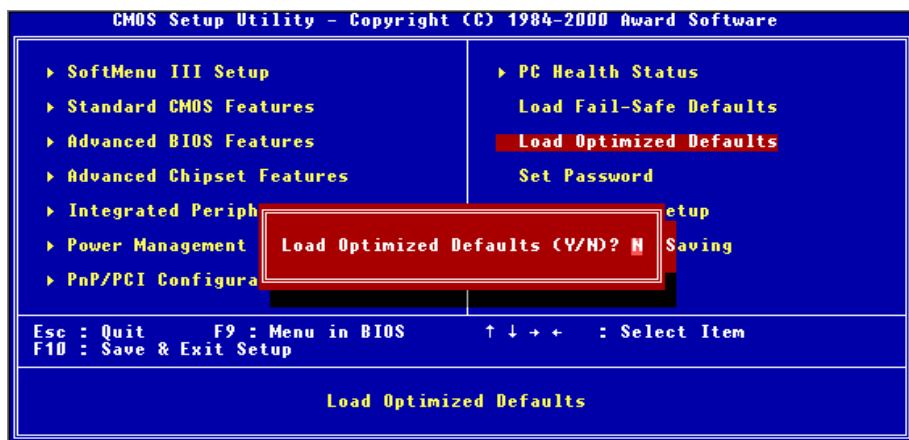 CMOS Setup Utility - Copyright (C) 1984-2000 Award Software
SoftMenu III Setup
Standard CMOS Features
Advanced BIOS Features
Advanced Chipset Features
Integrated Periph
Power Management
PnP/PCI Configura
PC Health Status
Load Fail-Safe Defaults
Load Optimized Defaults
Set Password
etup
Saving
Load Optimized Defaults (Y/N)? N
Esc : Quit F9 : Menu in BIOS ↑ ↓ → ← : Select Item
F10 : Save & Exit Setup
Load Optimized Defaults